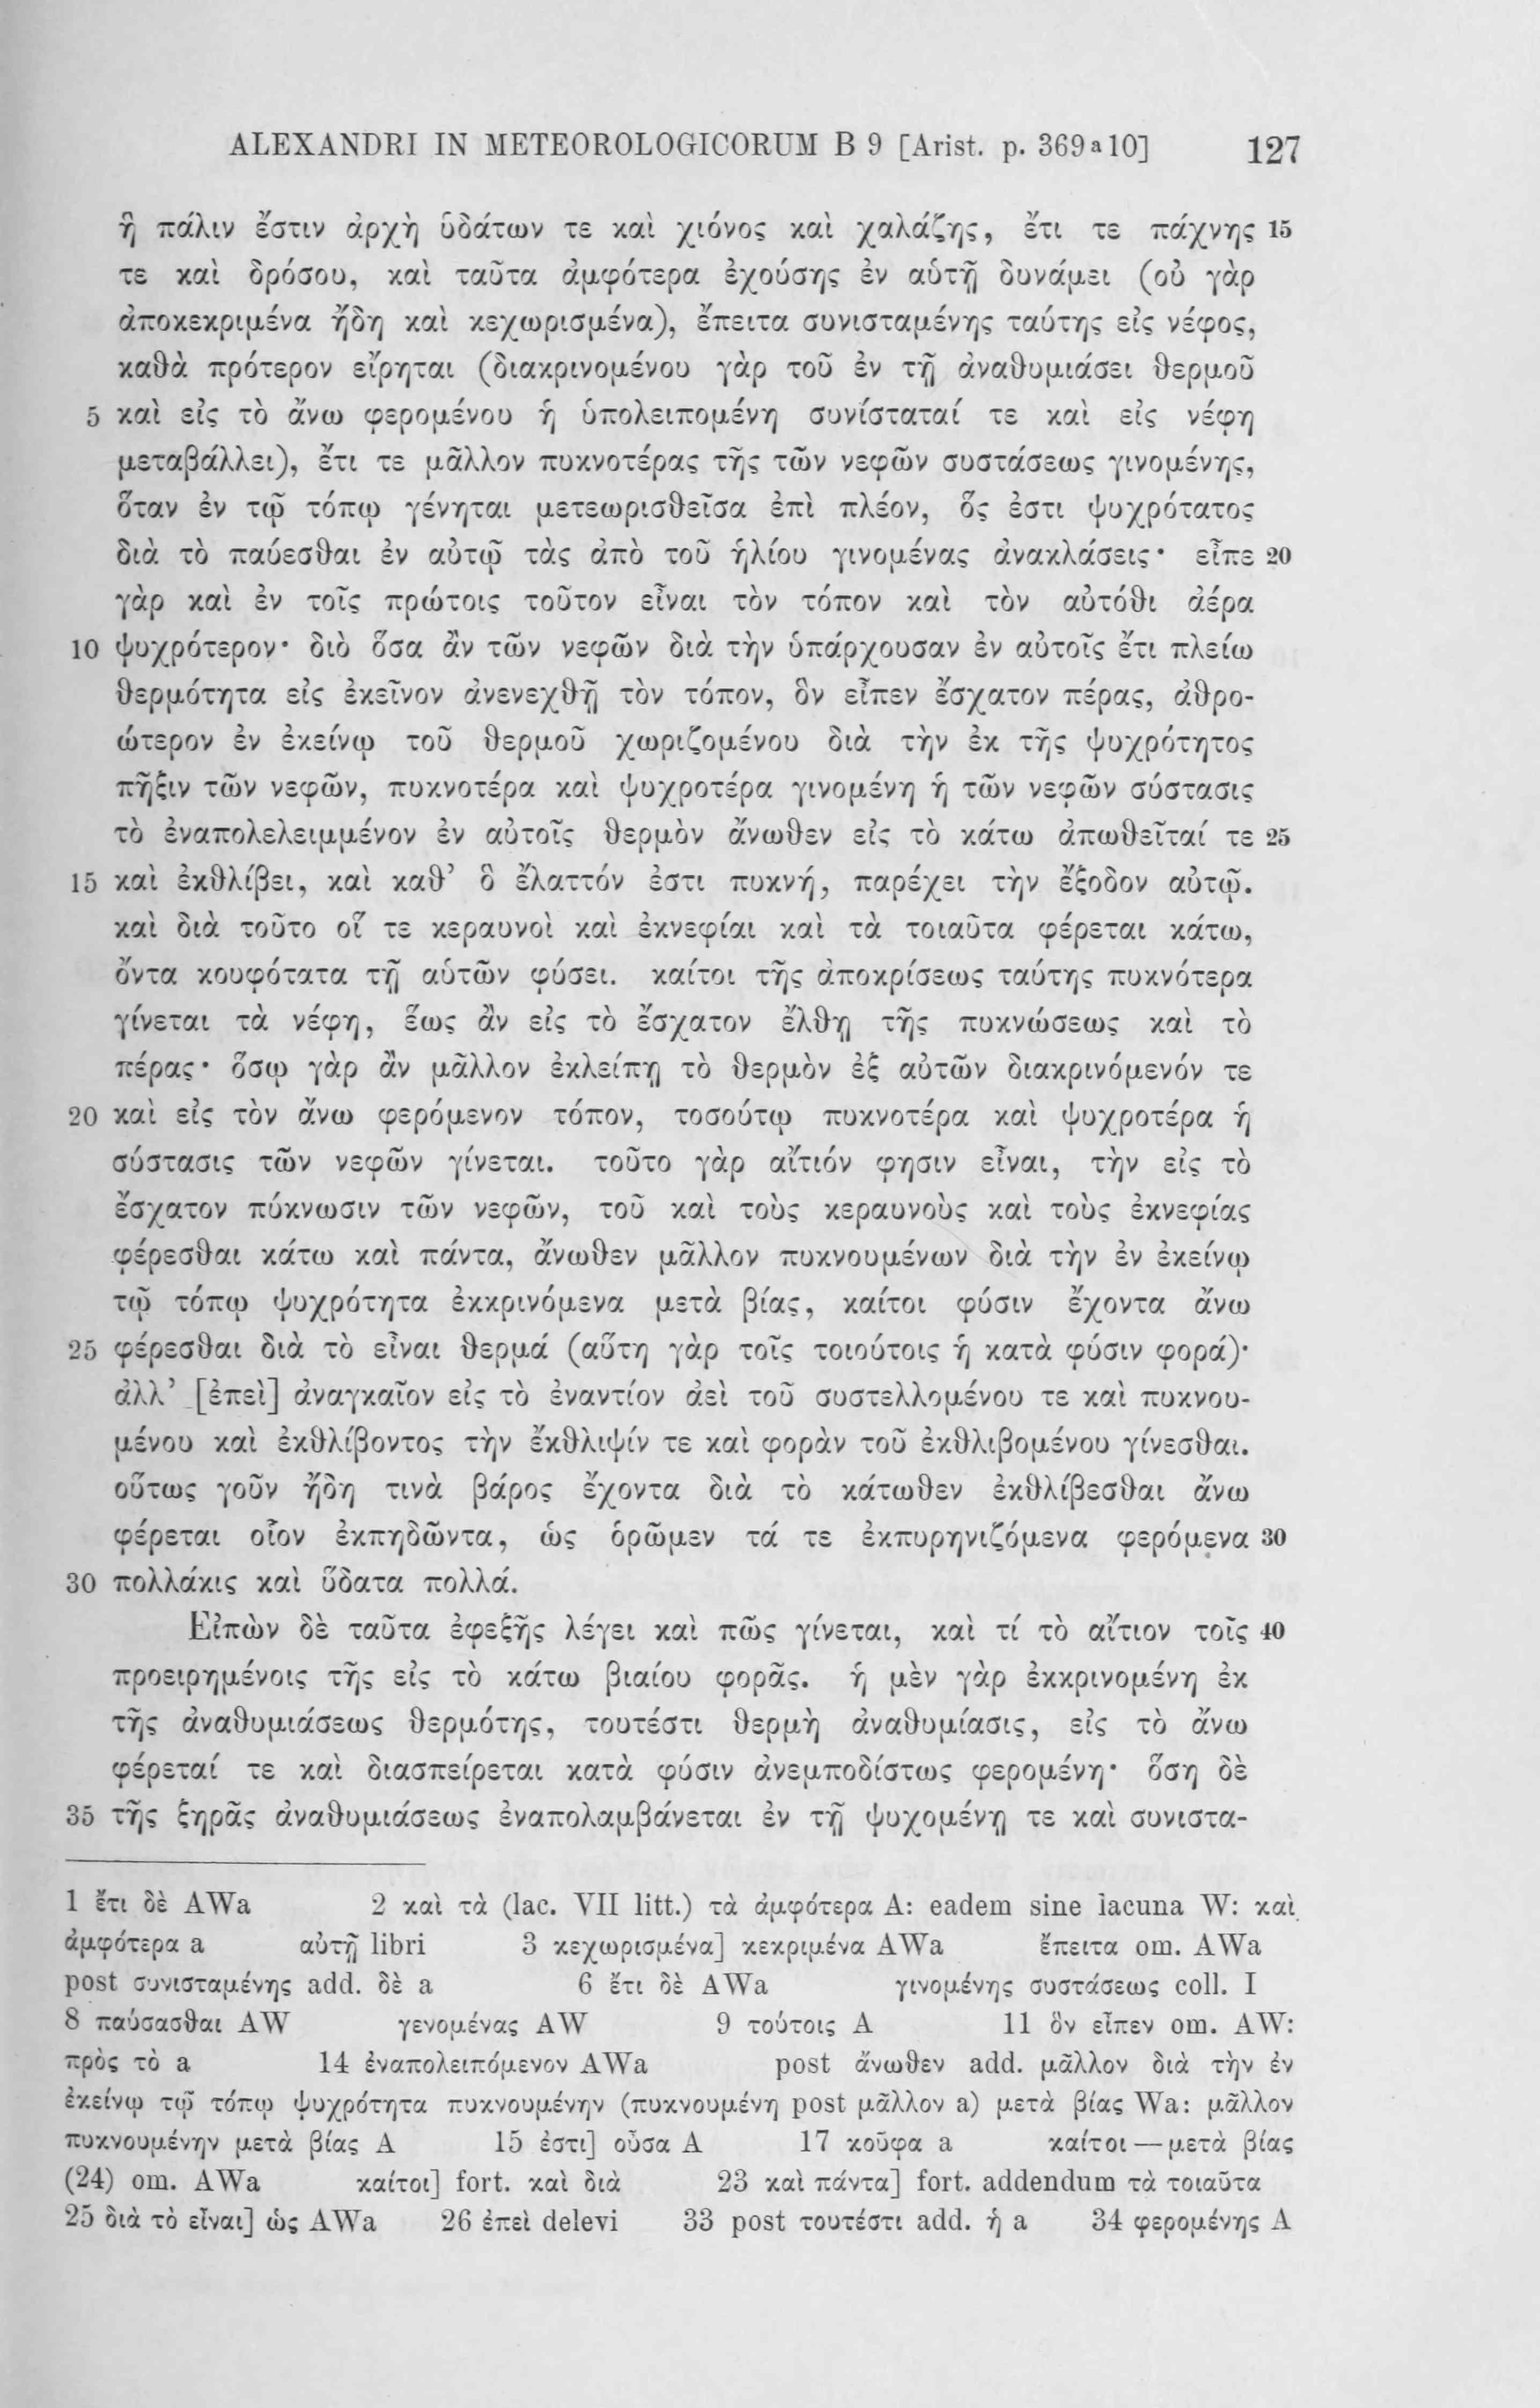 ALEXANDRI IN METEOROLOGICORUM B 9 [Arist. p. 369 a 10] 127
ἣ πάλιν ἔστιν ἀρχὴ ὑδάτων τε καὶ χιόνος καὶ χαλάζης, ἔτι τε πάχνης 15
τε καὶ δρόσου, καὶ ταῦτα ἀμφότερα ἐχούσης ἐν αὑτῇ δυνάμει (οὐ γὰρ
ἀποκεκριμένα ἤδη καὶ κεχωρισμένα), ἔπειτα συνισταμένης ταύτης εἰς νέφος,
καθὰ πρότερον εἴρηται (διακρινομένου γὰρ τοῦ ἐν τῇ ἀναθυμιάσει θερμοῦ
5 καὶ εἰς τὸ ἄνω φερομένου ἡ ὑπολειπομένη συνίσταταί τε καὶ εἰς νέφη
μεταβάλλει), ἔτι τε μᾶλλον πυκνοτέρας τῆς τῶν νεφῶν συστάσεως γινομένης,
ὅταν ἐν τῷ τόπῳ γένηται μετεωρισθεῖσα ἐπὶ πλέον, ὅς ἐστι ψυχρότατος
διὰ τὸ παύεσθαι ἐν αὐτῷ τὰς ἀπὸ τοῦ ἡλίου γινομένας ἀνακλάσεις· εἶπε 20
γὰρ καὶ ἐν τοῖς πρώτοις τοῦτον εἶναι τὸν τόπον καὶ τὸν αὐτόθι ἀέρα
10 ψυχρότερον· διὸ ὅσα ἂν τῶν νεφῶν διὰ τὴν ὑπάρχουσαν ἐν αὐτοῖς ἔτι πλείω
θερμότητα εἰς ἐκεῖνον ἀνενεχθῇ τὸν τόπον, ὃν εἶπεν ἔσχατον πέρας, ἀθρο-
ώτερον ἐν ἐκείνῳ τοῦ θερμοῦ χωριζομένου διὰ τὴν ἐκ τῆς ψυχρότητος
πῆξιν τῶν νεφῶν, πυκνοτέρα καὶ ψυχροτέρα γινομένη ἡ τῶν νεφῶν σύστασις
τὸ ἐναπολελειμμένον ἐν αὐτοῖς θερμὸν ἄνωθεν εἰς τὸ κάτω ἀπωθεῖταί τε 25
15 καὶ ἐκθλίβει, καὶ καθ’ ὃ ἔλαττόν ἐστι πυκνή, παρέχει τὴν ἔξοδον αὐτῷ.
καὶ διὰ τοῦτο οἵ τε κεραυνοὶ καὶ ἐκνεφίαι καὶ τὰ τοιαῦτα φέρεται κάτω,
ὄντα κουφότατα τῇ αὑτῶν φύσει. καίτοι τῆς ἀποκρίσεως ταύτης πυκνότερα
γίνεται τὰ νέφη, ἕως ἂν εἰς τὸ ἔσχατον ἔλθῃ τῆς πυκνώσεως καὶ τὸ
πέρας· ὅσῳ γὰρ ἂν μᾶλλον ἐκλείπῃ τὸ θερμὸν ἐξ αὐτῶν διακρινόμενόν τε
20 καὶ εἰς τὸν ἄνω φερόμενον τόπον, τοσούτῳ πυκνοτέρα καὶ ψυχροτέρα ἡ
σύστασις τῶν νεφῶν γίνεται. τοῦτο γὰρ αἴτιόν φησιν εἶναι, τὴν εἰς τὸ
ἔσχατον πύκνωσιν τῶν νεφῶν, τοῦ καὶ τοὺς κεραυνοὺς καὶ τοὺς ἐκνεφίας
φέρεσθαι κάτω καὶ πάντα, ἄνωθεν μᾶλλον πυκνουμένων διὰ τὴν ἐν ἐκείνῳ
τῷ τόπῳ ψυχρότητα ἐκκρινόμενα μετὰ βίας, καίτοι φύσιν ἔχοντα ἄνω
25 φέρεσθαι διὰ τὸ εἶναι θερμά (αὕτη γὰρ τοῖς τοιούτοις ἡ κατὰ φύσιν φορά)·
ἀλλ’ [ἐπεὶ] ἀναγκαῖον εἰς τὸ ἐναντίον ἀεὶ τοῦ συστελλομένου τε καὶ πυκνου-
μένου καὶ ἐκθλίβοντος τὴν ἔκθλιψίν τε καὶ φορὰν τοῦ ἐκθλιβομένου γίνεσθαι.
οὕτως γοῦν ἤδη τινὰ βάρος ἔχοντα διὰ τὸ κάτωθεν ἐκθλίβεσθαι ἄνω
φέρεται οἷον ἐκπηδῶντα, ὡς ὁρῶμεν τά τε ἐκπυρηνιζόμενα φερόμενα 30
30 πολλάκις καὶ ὕδατα πολλά.
Εἰπὼν δὲ ταῦτα ἐφεξῆς λέγει καὶ πῶς γίνεται, καὶ τί τὸ αἴτιον τοῖς 40
προειρημένοις τῆς εἰς τὸ κάτω βιαίου φορᾶς. ἡ μὲν γὰρ ἐκκρινομένη ἐκ
τῆς ἀναθυμιάσεως θερμότης, τουτέστι θερμὴ ἀναθυμίασις, εἰς τὸ ἄνω
φέρεταί τε καὶ διασπείρεται κατὰ φύσιν ἀνεμποδίστως φερομένη· ὅση δὲ
35 τῆς ξηρᾶς ἀναθυμιάσεως ἐναπολαμβάνεται ἐν τῇ ψυχομένῃ τε καὶ συνιστα-
1 ἔτι δὲ AWa 2 καὶ τὰ (lac. VII litt.) τὰ ἀμφότερα A: eadem sine lacuna W: καὶ
ἀμφότερα a αὐτῇ libri 3 κεχωρισμένα] κεκριμένα AWa ἔπειτα om. AWa
post συνισταμένης add. δὲ a 6 ἔτι δὲ AWa γινομένης συστάσεως coll. I
8 παύσασθαι AW γενομένας AW 9 τούτοις A 11 ὃν εἶπεν om. AW:
πρὸς τὸ a 14 ἐναπολειπόμενον AWa post ἄνωθεν add. μᾶλλον διὰ τὴν ἐν
ἐκείνῳ τῷ τόπῳ ψυχρότητα πυκνουμένην (πυκνουμένη post μᾶλλον a) μετὰ βίας Wa: μᾶλλον
πυκνουμένην μετὰ βίας A 15 ἐστι] οὖσα A 17 κοῦφα a καίτοι — μετὰ βίας
(24) om. AWa καίτοι] fort. καὶ διὰ 23 καὶ πάντα] fort. addendum τὰ τοιαῦτα
25 διὰ τὸ εἶναι] ὡς AWa 26 ἐπεὶ delevi 33 post τουτέστι add. ἡ a 34 φερομένης A